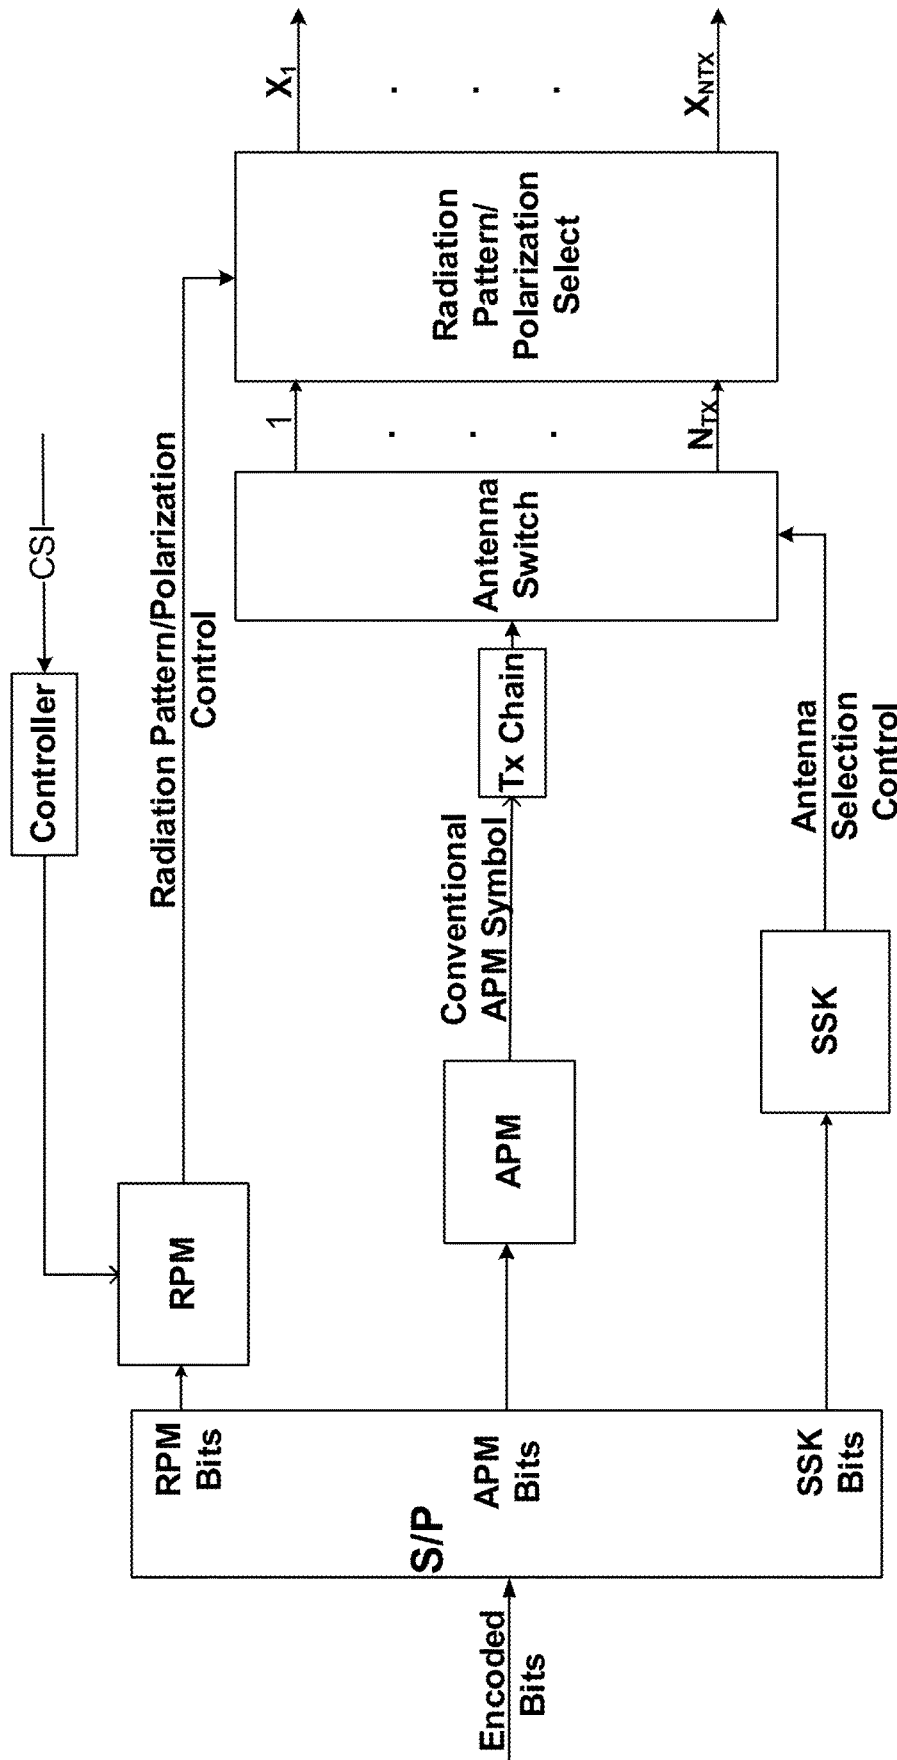 Encoded
Bits
S/P
RPM
Bits
APM
Bits
SSK
Bits
RPM
APM
SSK
Controller
CSI
Radiation Pattern/Polarization
Control
Conventional
APM Symbol
Tx Chain
Antenna
Selection
Control
Antenna
Switch
1
NTX
Radiation
Pattern/
Polarization
Select
X1
XNTX